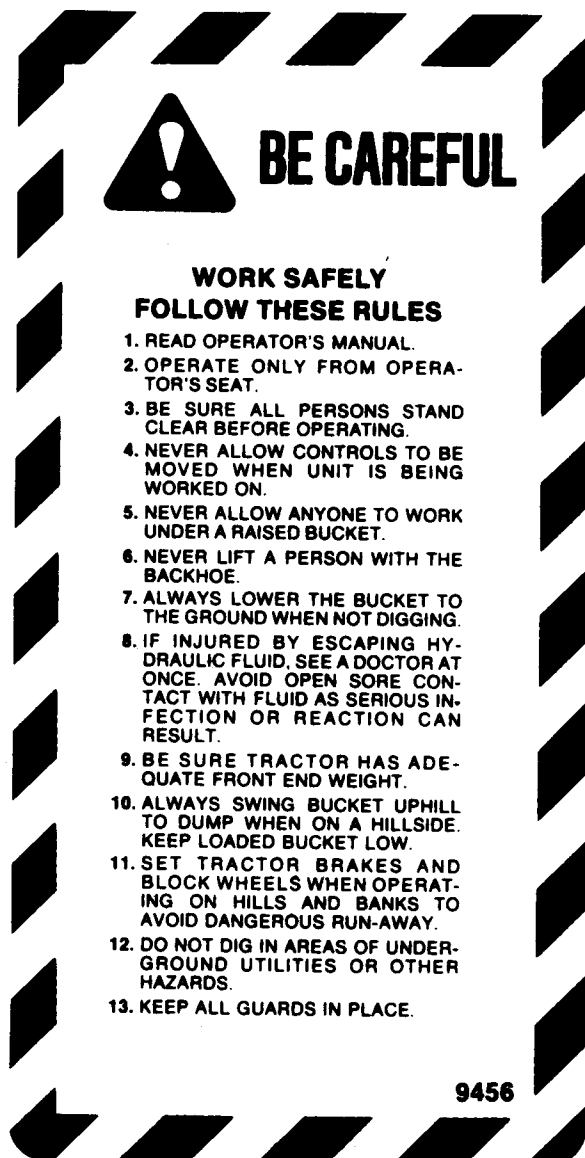 BE CAREFUL
WORK SAFELY
FOLLOW THESE RULES
1. READ OPERATOR'S MANUAL.
2. OPERATE ONLY FROM OPERA-
TOR'S SEAT.
3. BE SURE ALL PERSONS STAND
CLEAR BEFORE OPERATING.
4. NEVER ALLOW CONTROLS TO BE
MOVED WHEN UNIT IS BEING
WORKED ON.
5. NEVER ALLOW ANYONE TO WORK
UNDER A RAISED BUCKET.
6. NEVER LIFT A PERSON WITH THE
BACKHOE.
7. ALWAYS LOWER THE BUCKET TO
THE GROUND WHEN NOT DIGGING.
8. IF INJURED BY ESCAPING HY-
DRAULIC FLUID, SEE A DOCTOR AT
ONCE. AVOID OPEN SORE CON-
TACT WITH FLUID AS SERIOUS IN-
FECTION OR REACTION CAN
RESULT.
9. BE SURE TRACTOR HAS ADE-
QUATE FRONT END WEIGHT.
10. ALWAYS SWING BUCKET UPHILL
TO DUMP WHEN ON A HILLSIDE.
KEEP LOADED BUCKET LOW.
11. SET TRACTOR BRAKES AND
BLOCK WHEELS WHEN OPERAT-
ING ON HILLS AND BANKS TO
AVOID DANGEROUS RUN-AWAY.
12. DO NOT DIG IN AREAS OF UNDER-
GROUND UTILITIES OR OTHER
HAZARDS.
13. KEEP ALL GUARDS IN PLACE.
9456